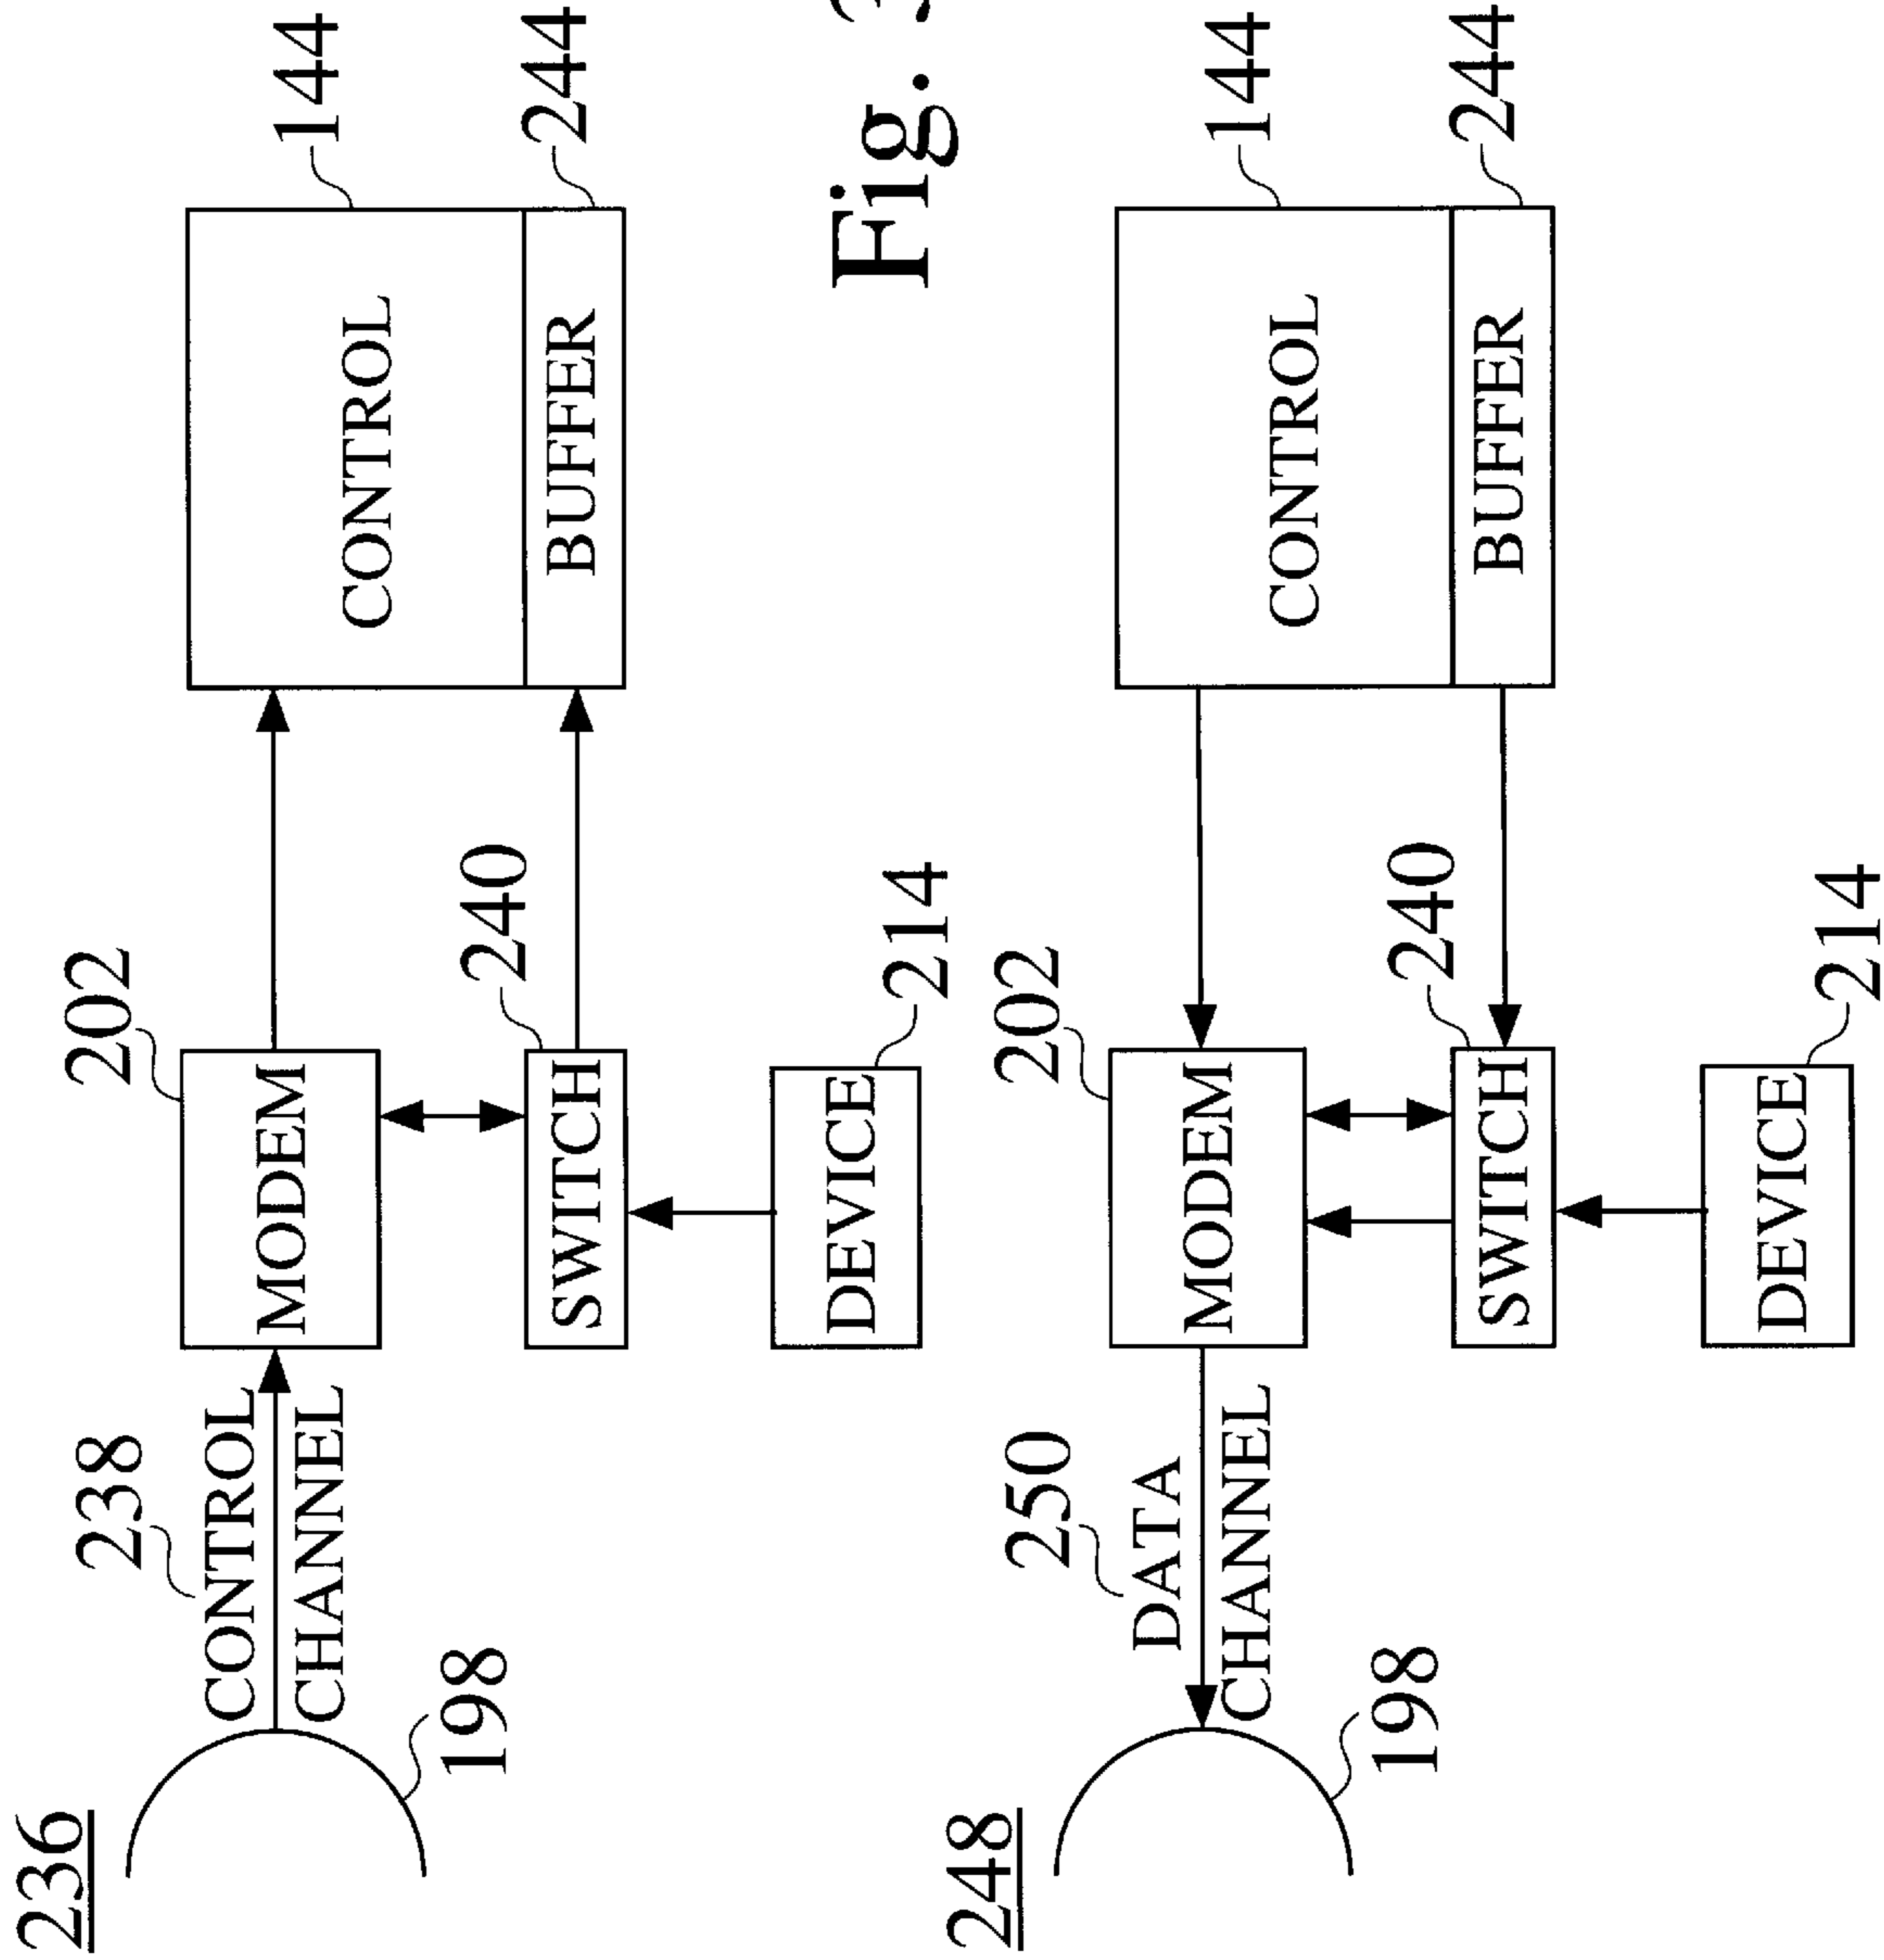 236
238
202
CONTROL
CHANNEL
MODEM
CONTROL
144
198
240
SWITCH
BUFFER
244
DEVICE
214
Fig.
248
250
202
DATA
CHANNEL
MODEM
CONTROL
144
198
240
SWITCH
BUFFER
244
DEVICE
214